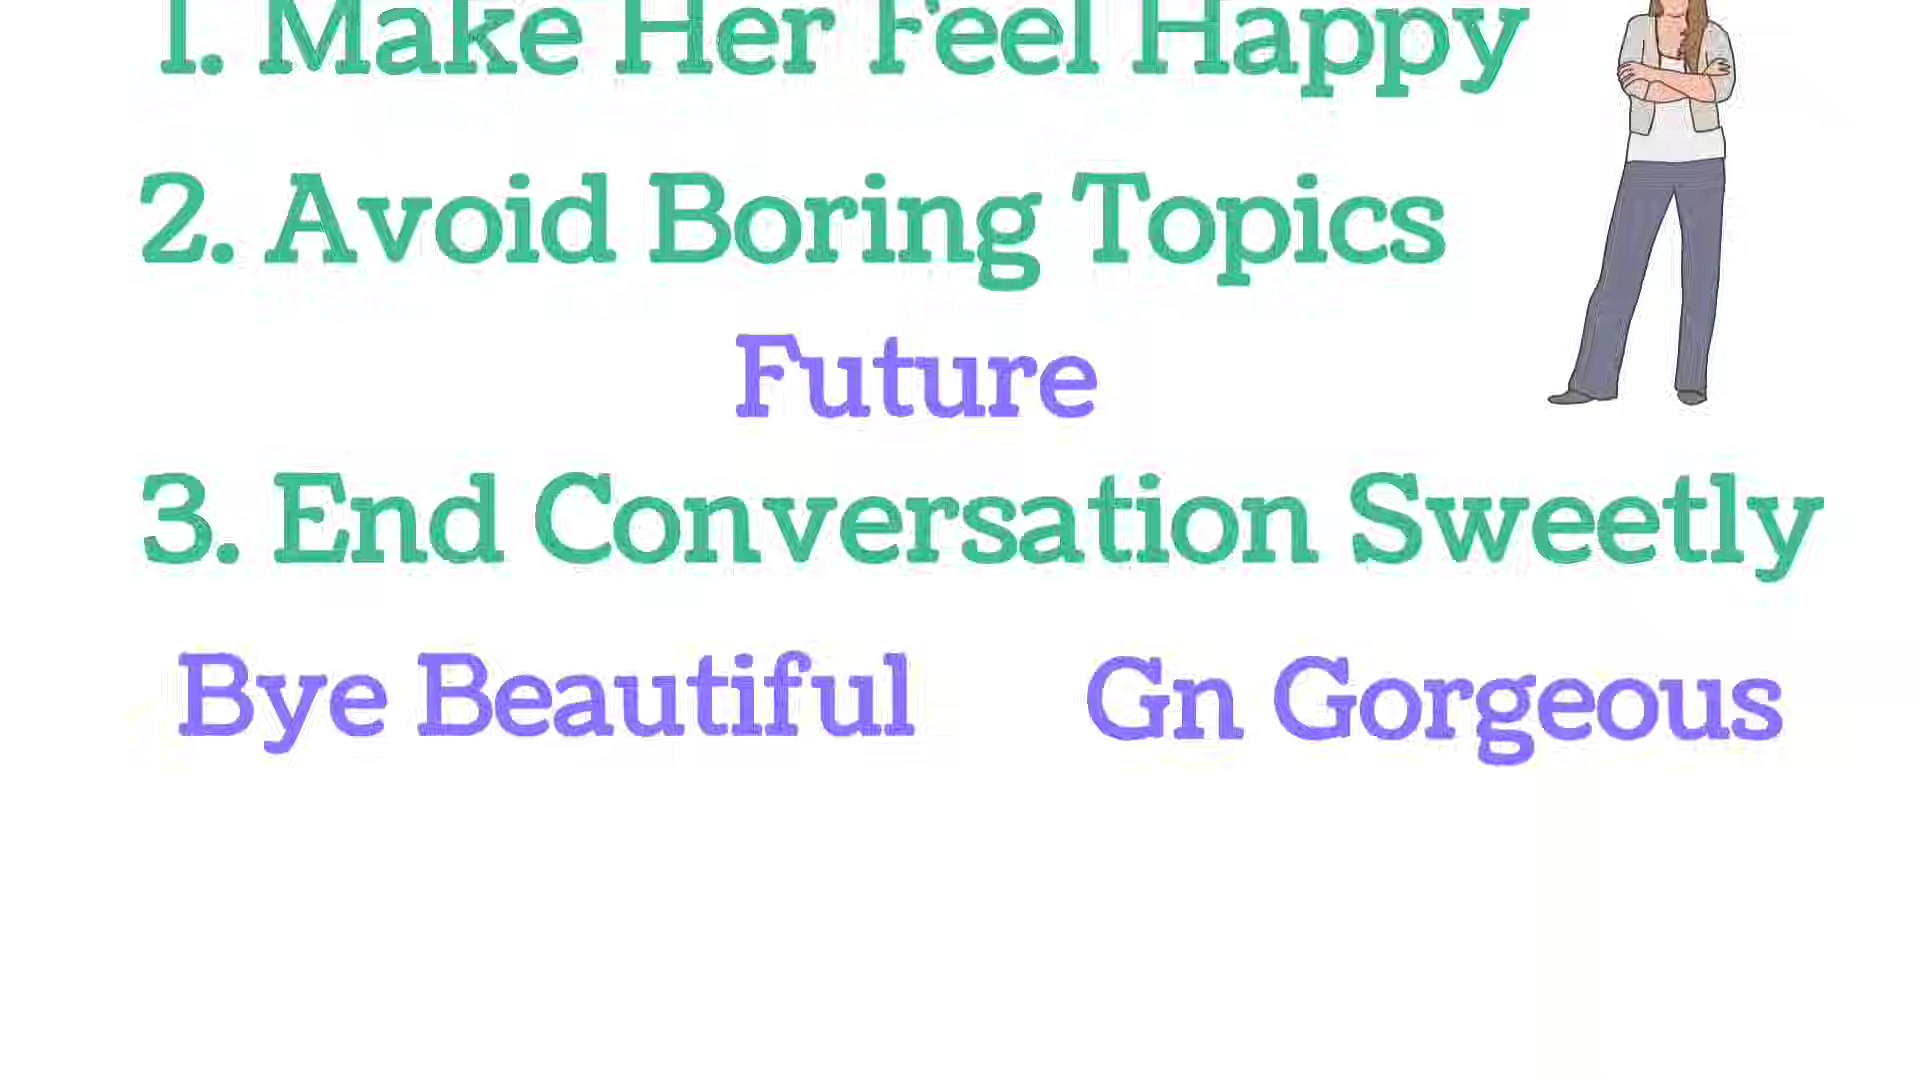 1. Make Her Feel Happy
2. Avoid Boring Topics
Future
3. End Conversation Sweetly
Bye Beautiful Gn Gorgeous